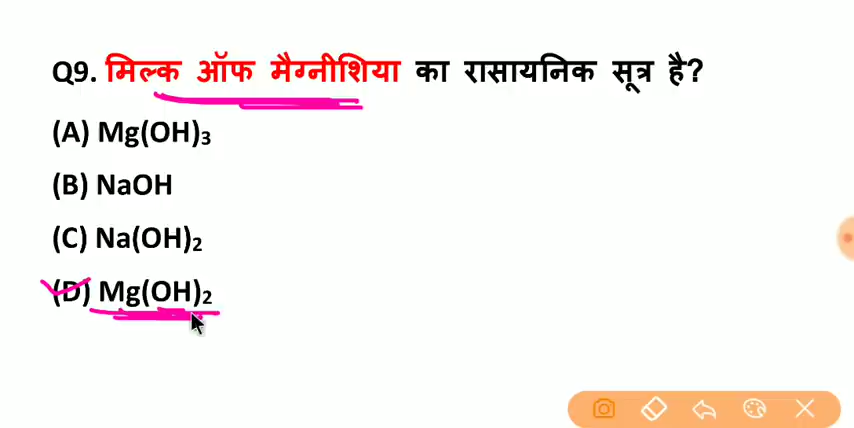 Q9. मिल्क ऑफ मैग्नीशिया का रासायनिक सूत्र है?
(A) Mg(OH)₃
(B) NaOH
(C) Na(OH)₂
(D) Mg(OH)₂